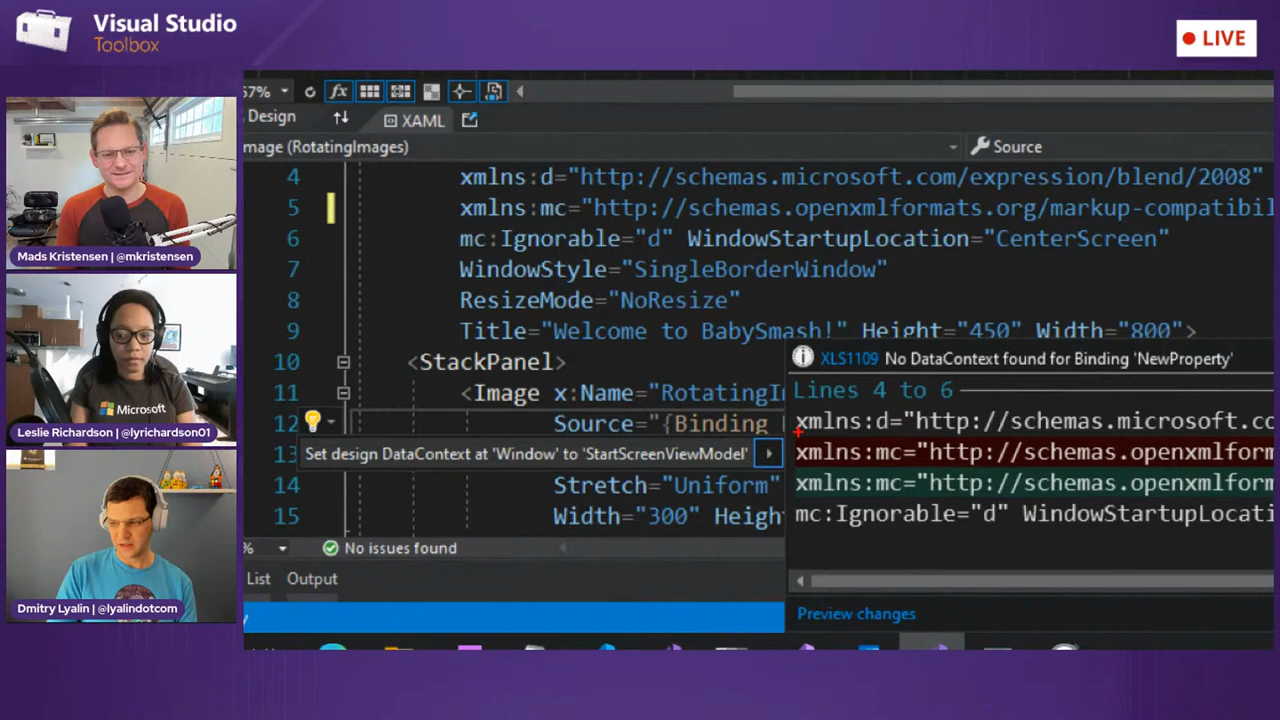 Visual Studio
Toolbox
LIVE
Mads Kristensen | @mkristensen
Leslie Richardson | @lyrichardson01
Microsoft
Dmitry Lyalin | @lyalindotcom
57%
fx
Design
XAML
mage (RotatingImages)
Source
4 xmlns:d="http://schemas.microsoft.com/expression/blend/2008"
5 xmlns:mc="http://schemas.openxmlformats.org/markup-compatibil
6 mc:Ignorable="d" WindowStartupLocation="CenterScreen"
7 WindowStyle="SingleBorderWindow"
8 ResizeMode="NoResize"
9 Title="Welcome to BabySmash!" Height="450" Width="800">
10 <StackPanel>
11 <Image x:Name="RotatingIm
12 Source="{Binding
13
14 Stretch="Uniform"
15 Width="300" Heigh
Set design DataContext at 'Window' to 'StartScreenViewModel'
XLS1109 No DataContext found for Binding 'NewProperty'
Lines 4 to 6
xmlns:d="http://schemas.microsoft.co
xmlns:mc="http://schemas.openxmlform
xmlns:mc="http://schemas.openxmlform
mc:Ignorable="d" WindowStartupLocati
Preview changes
% No issues found
List Output